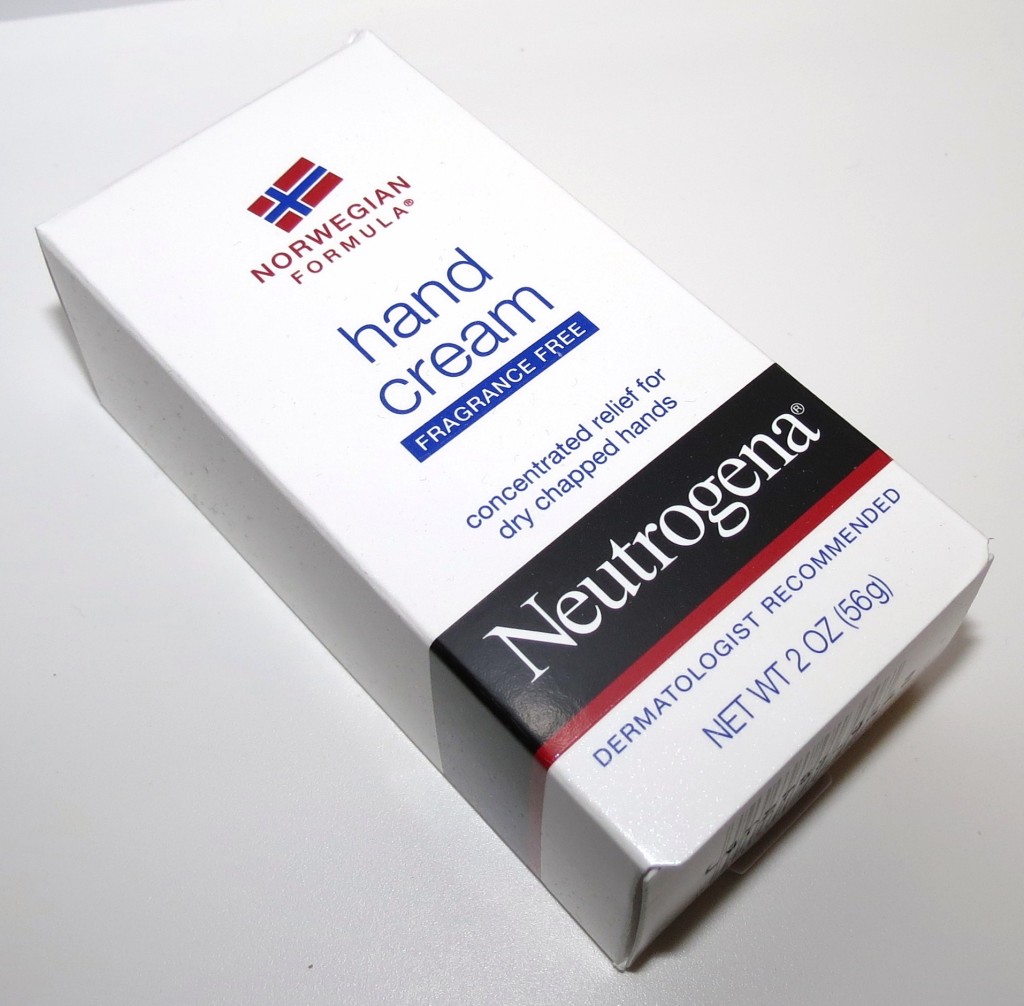 NORWEGIAN
FORMULA®
hand
cream
FRAGRANCE FREE
concentrated relief for
dry chapped hands
Neutrogena®
DERMATOLOGIST RECOMMENDED
NET WT 2 OZ (56g)